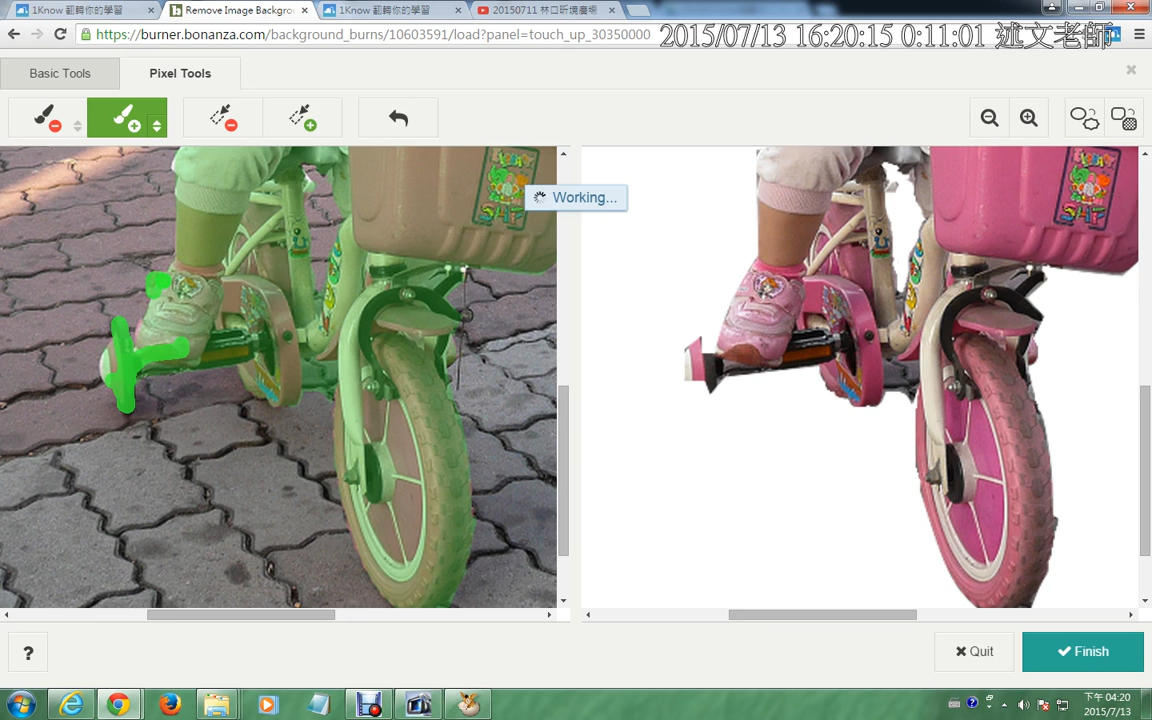 1Know 翻轉你的學習
Remove Image Backgro
1Know 翻轉你的學習
20150711 林口昕境廣場
https://burner.bonanza.com/background_burns/10603591/load?panel=touch_up_30350000
2015/07/13 16:20:15 0:11:01 述文老師
Basic Tools
Pixel Tools
Working...
?
Quit
Finish
下午 04:20
2015/7/13